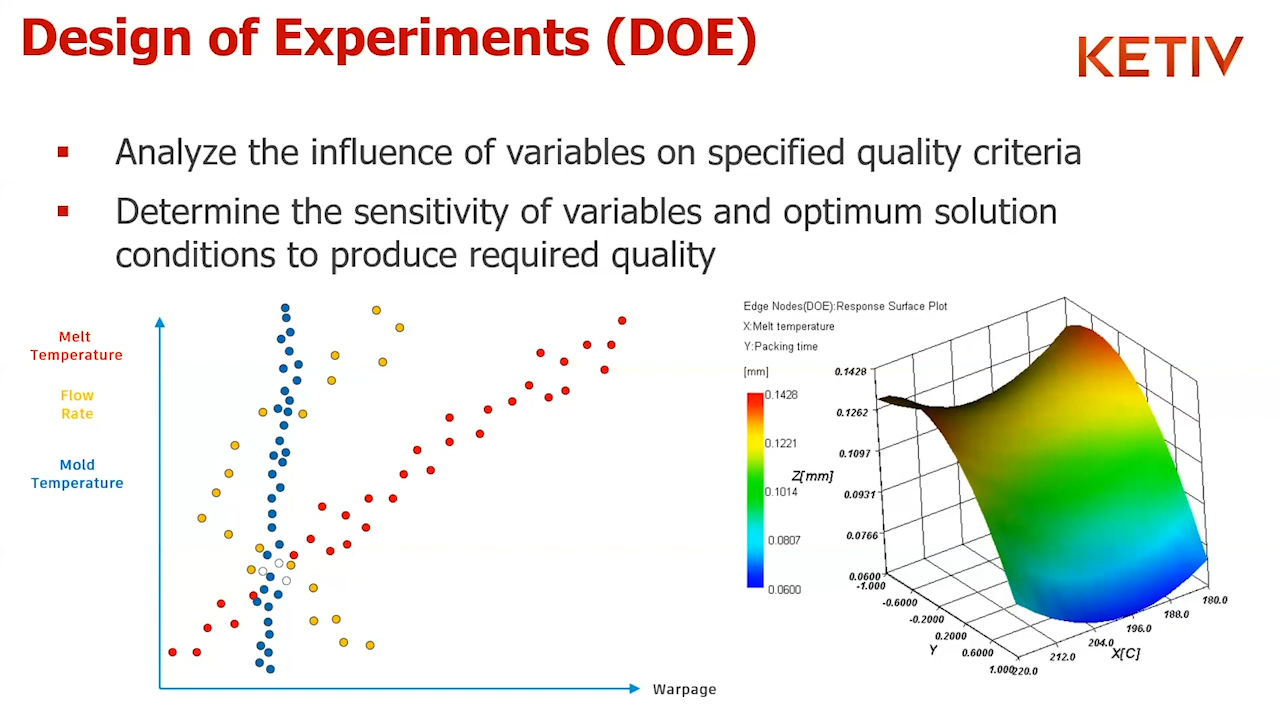 Design of Experiments (DOE)
KETIV
▪ Analyze the influence of variables on specified quality criteria
▪ Determine the sensitivity of variables and optimum solution
conditions to produce required quality
Melt
Temperature
Flow
Rate
Mold
Temperature
Warpage
Edge Nodes(DOE):Response Surface Plot
X:Melt temperature
Y:Packing time
[mm]
0.1428
0.1221
0.1014
0.0807
0.0600
Z[mm]
0.1428
0.1262
0.1097
0.0931
0.0766
0.0600
-1.000
-0.6000
-0.2000
0.2000
0.6000
1.000
Y
220.0
212.0
204.0
196.0
188.0
180.0
X[C]